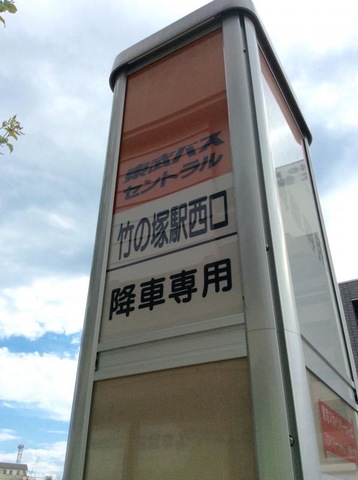 東武バス
セントラル
竹の塚駅西口
降車専用